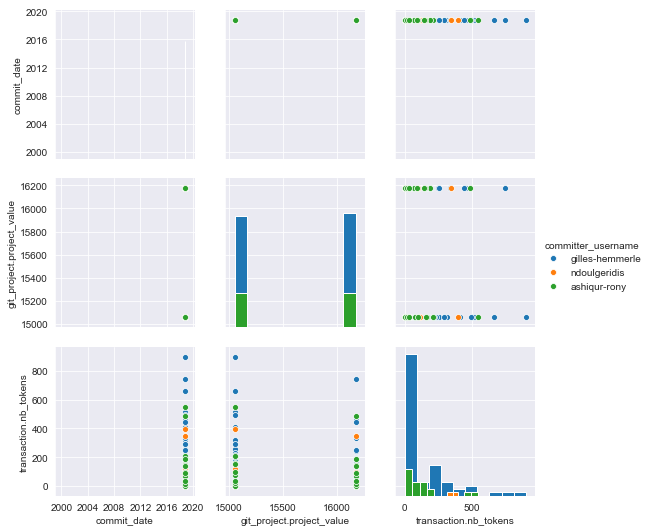 2020
2016
2012
2008
2004
2000
commit_date
16200
16000
15800
15600
15400
15200
15000
git_project.project_value
committer_username
gilles-hemmerle
ndoulgeridis
ashiqur-rony
800
600
400
200
0
transaction.nb_tokens
2000 2004 2008 2012 2016 2020
commit_date
15000 15500 16000
git_project.project_value
0 500
transaction.nb_tokens